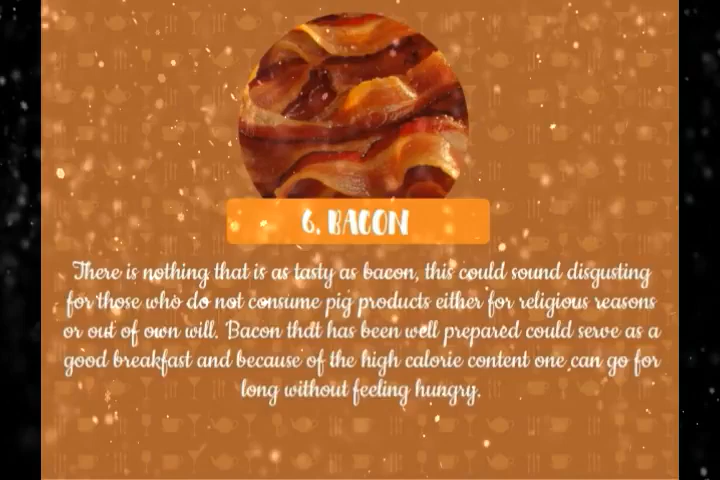 6. BACON
There is nothing that is as tasty as bacon, this could sound disgusting
for those who do not consume pig products either for religious reasons
or out of own will. Bacon that has been well prepared could serve as a
good breakfast and because of the high calorie content one can go for
long without feeling hungry.